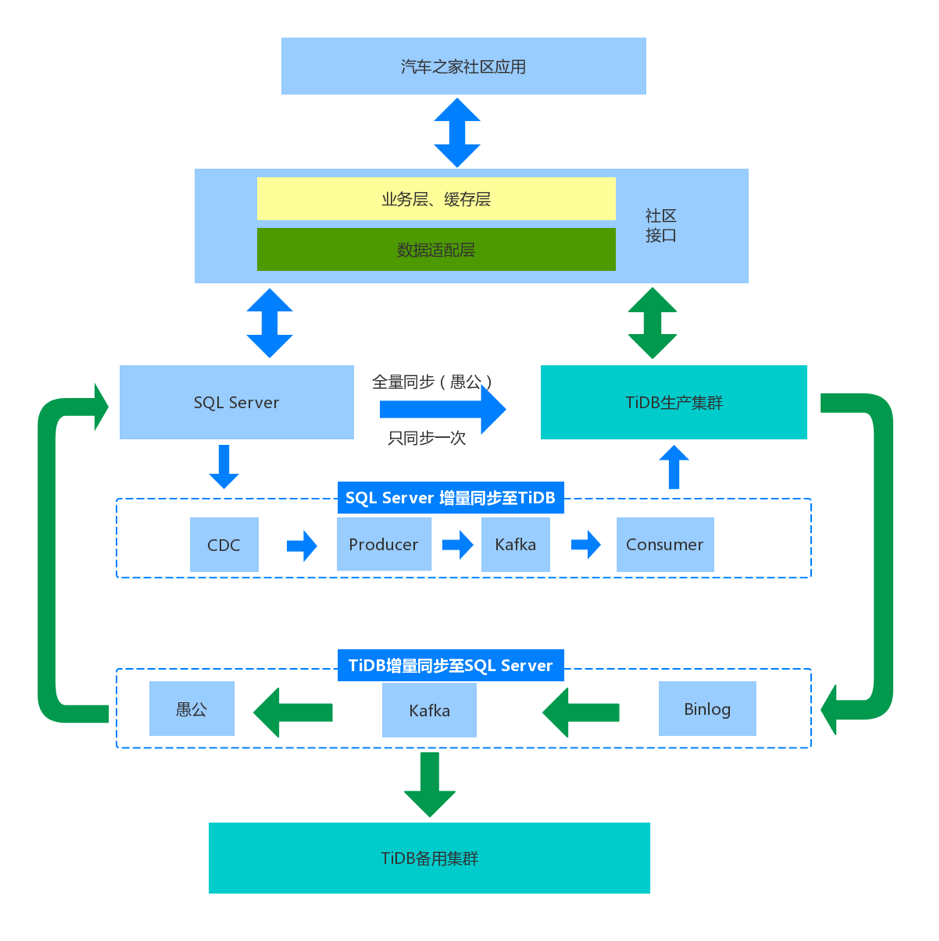 汽车之家社区应用
业务层、缓存层
数据适配层
社区
接口
SQL Server
全量同步（愚公）
只同步一次
TiDB生产集群
SQL Server 增量同步至TiDB
CDC
Producer
Kafka
Consumer
TiDB增量同步至SQL Server
愚公
Kafka
Binlog
TiDB备用集群